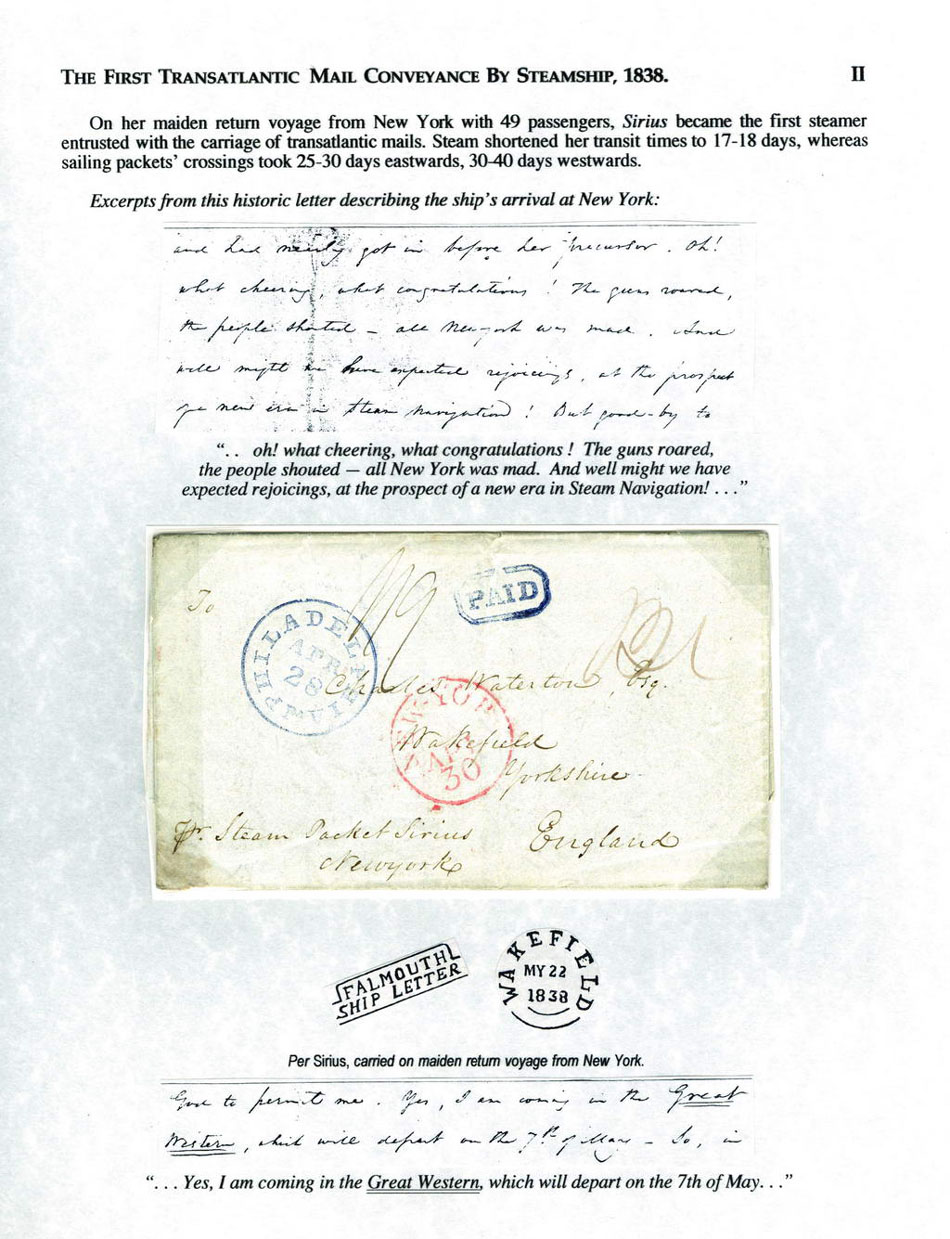 THE FIRST TRANSATLANTIC MAIL CONVEYANCE BY STEAMSHIP, 1838. II
On her maiden return voyage from New York with 49 passengers, Sirius became the first steamer
entrusted with the carriage of transatlantic mails. Steam shortened her transit times to 17-18 days, whereas
sailing packets' crossings took 25-30 days eastwards, 30-40 days westwards.
Excerpts from this historic letter describing the ship's arrival at New York:
and had nearly got in before her precursor. Oh!
what cheering, what congratulations! The guns roared,
the people shouted — all New-york was mad. And
well might we have expected rejoicings, at the prospect
of a new era in Steam Navigation! But good-by to
". . oh! what cheering, what congratulations ! The guns roared,
the people shouted — all New York was mad. And well might we have
expected rejoicings, at the prospect of a new era in Steam Navigation! . . ."
PAID
To
PHILADELPHIA
APR
28
Charles Waterton, Esq.
NEW-YORK
Wakefield
APR
30
Yorkshire
Pr. Steam Packet Sirius
England
Newyork
FALMOUTH
SHIP LETTER
WAKEFIELD
MY 22
1838
Per Sirius, carried on maiden return voyage from New York.
God to permit me. Yes, I am coming in the Great
Western, which will depart on the 7th of May — So, in
". . . Yes, I am coming in the Great Western, which will depart on the 7th of May. . ."